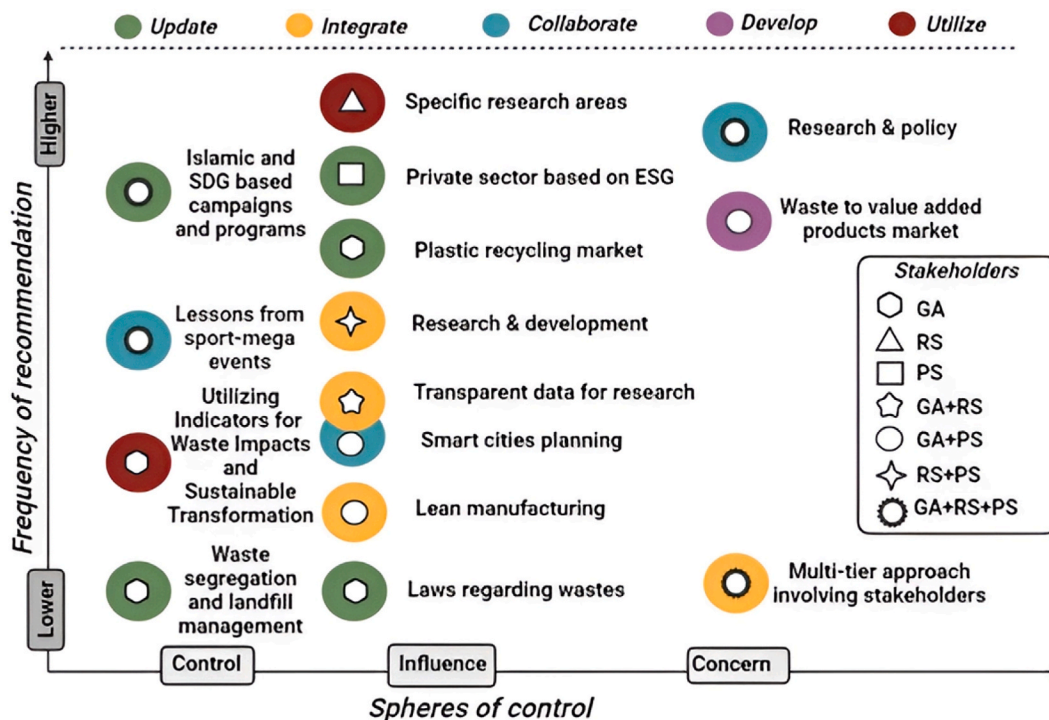 Update
Integrate
Collaborate
Develop
Utilize
Frequency of recommendation
Higher
Lower
Islamic and
SDG based
campaigns
and programs
Lessons from
sport-mega
events
Utilizing
Indicators for
Waste Impacts
and
Sustainable
Transformation
Waste
segregation
and landfill
management
Specific research areas
Private sector based on ESG
Plastic recycling market
Research & development
Transparent data for research
Smart cities planning
Lean manufacturing
Laws regarding wastes
Research & policy
Waste to value added
products market
Multi-tier approach
involving stakeholders
Stakeholders
GA
RS
PS
GA+RS
GA+PS
RS+PS
GA+RS+PS
Control
Influence
Concern
Spheres of control